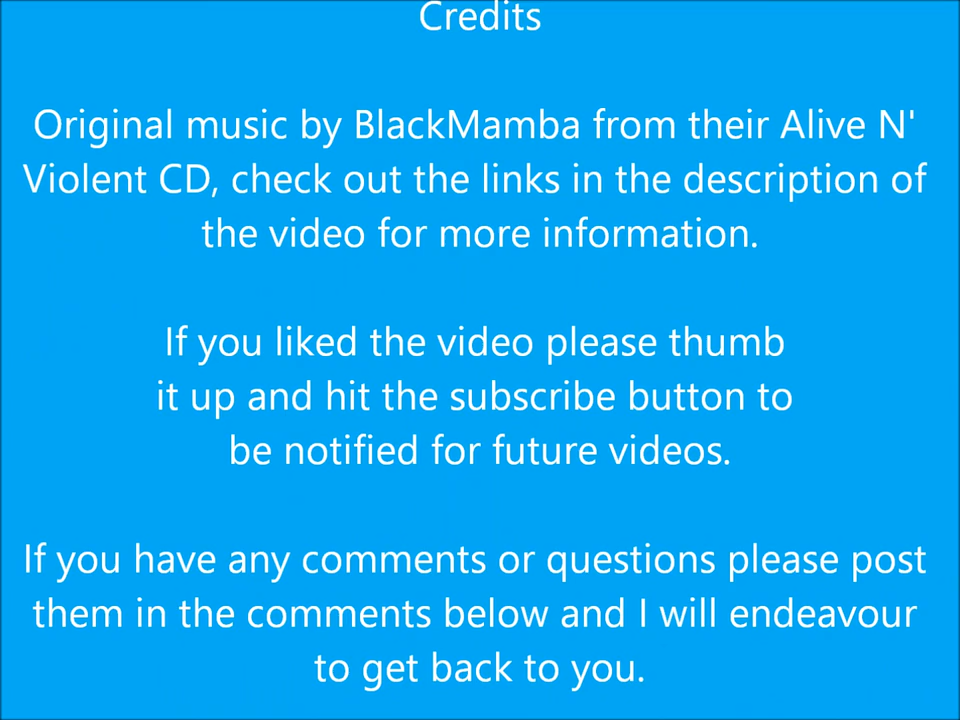 Credits
Original music by BlackMamba from their Alive N'
Violent CD, check out the links in the description of
the video for more information.
If you liked the video please thumb
it up and hit the subscribe button to
be notified for future videos.
If you have any comments or questions please post
them in the comments below and I will endeavour
to get back to you.